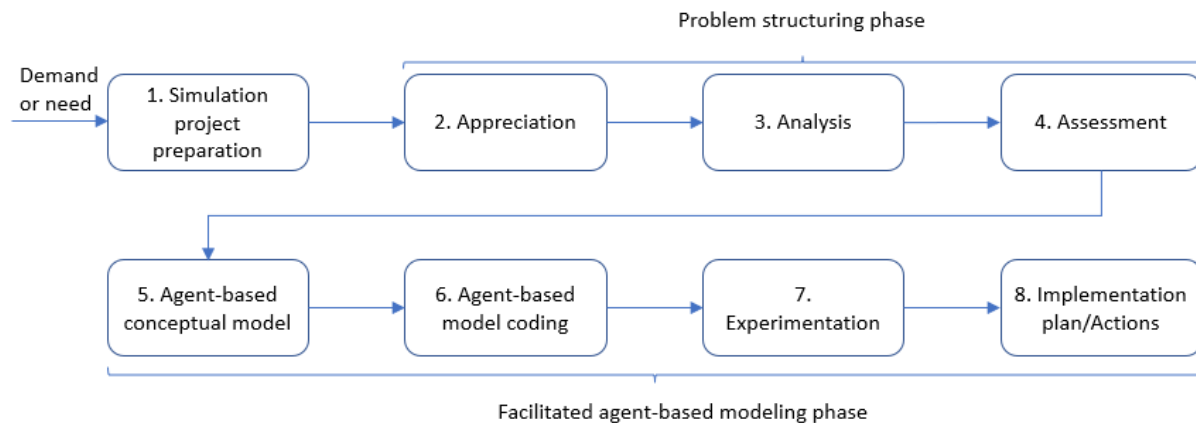 Problem structuring phase
Demand
or need
1. Simulation
project
preparation
2. Appreciation
3. Analysis
4. Assessment
5. Agent-based
conceptual model
6. Agent-based
model coding
7.
Experimentation
8. Implementation
plan/Actions
Facilitated agent-based modeling phase